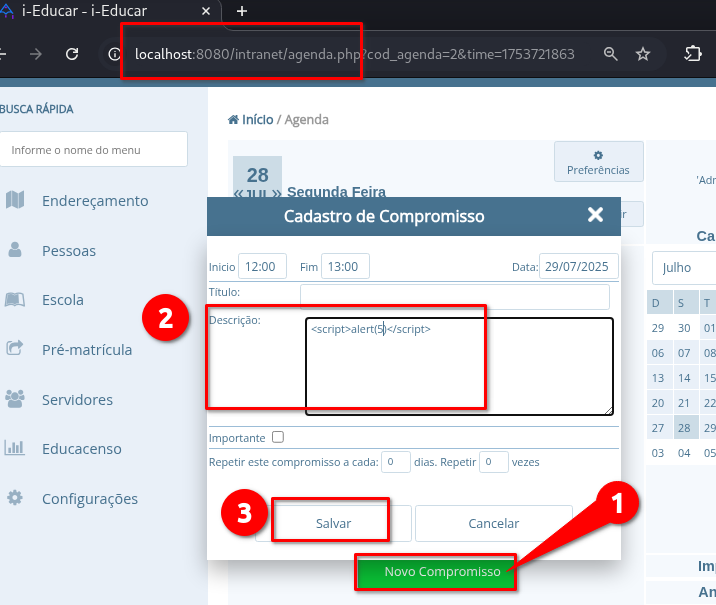 i-Educar - i-Educar
localhost:8080/intranet/agenda.php?cod_agenda=2&time=1753721863
BUSCA RÁPIDA
Informe o nome do menu
Endereçamento
Pessoas
Escola
Pré-matrícula
Servidores
Educacenso
Configurações
Início / Agenda
28
JUL
Segunda Feira
Preferências
'Adr
Ca
Julho
D S T
29 30 01
06 07 08
13 14 15
20 21 22
27 28 29
03 04 05
Im
An
Cadastro de Compromisso
Inicio 12:00 Fim 13:00 Data: 29/07/2025
Título:
Descrição:
<script>alert(5)</script>
Importante
Repetir este compromisso a cada: 0 dias. Repetir 0 vezes
Salvar
Cancelar
Novo Compromisso
1
2
3